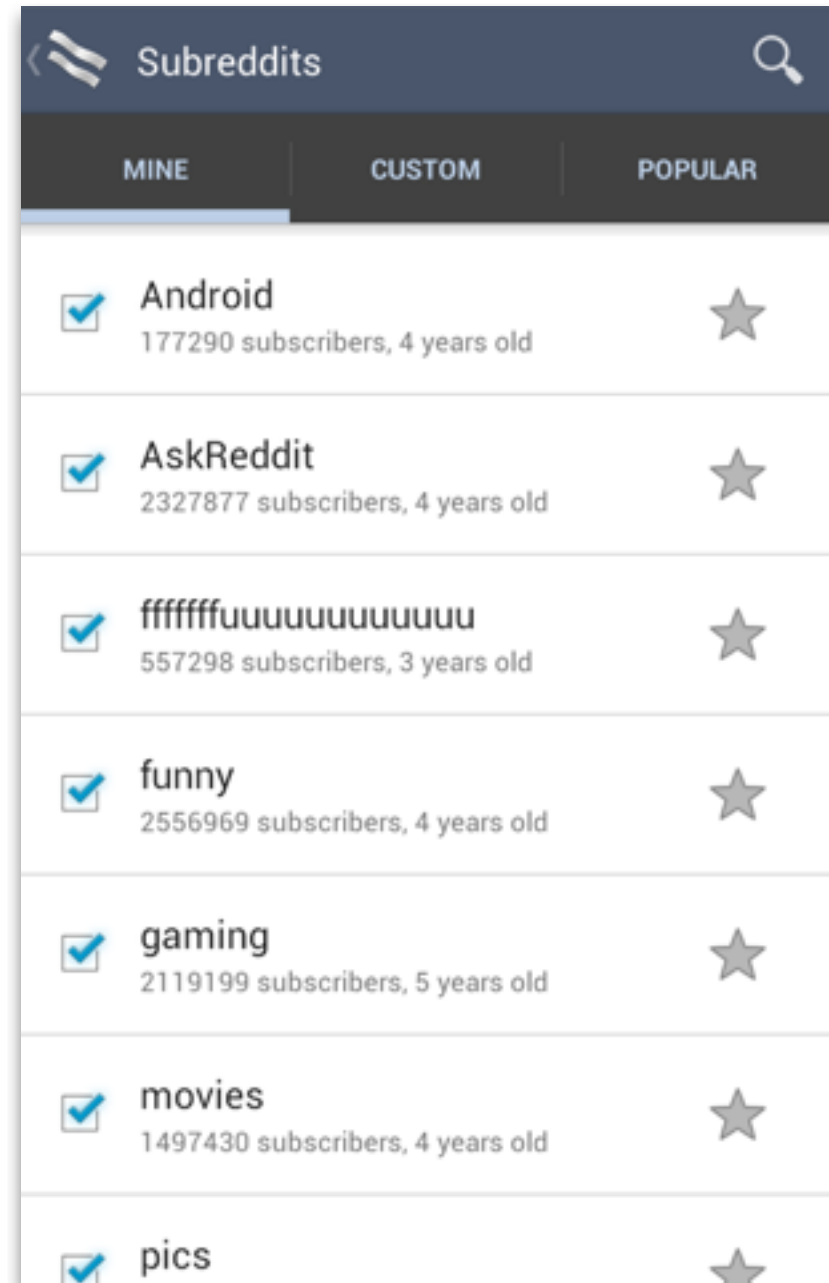 Subreddits
MINE CUSTOM POPULAR
Android
177290 subscribers, 4 years old
AskReddit
2327877 subscribers, 4 years old
fffffffuuuuuuuuuuuu
557298 subscribers, 3 years old
funny
2556969 subscribers, 4 years old
gaming
2119199 subscribers, 5 years old
movies
1497430 subscribers, 4 years old
pics